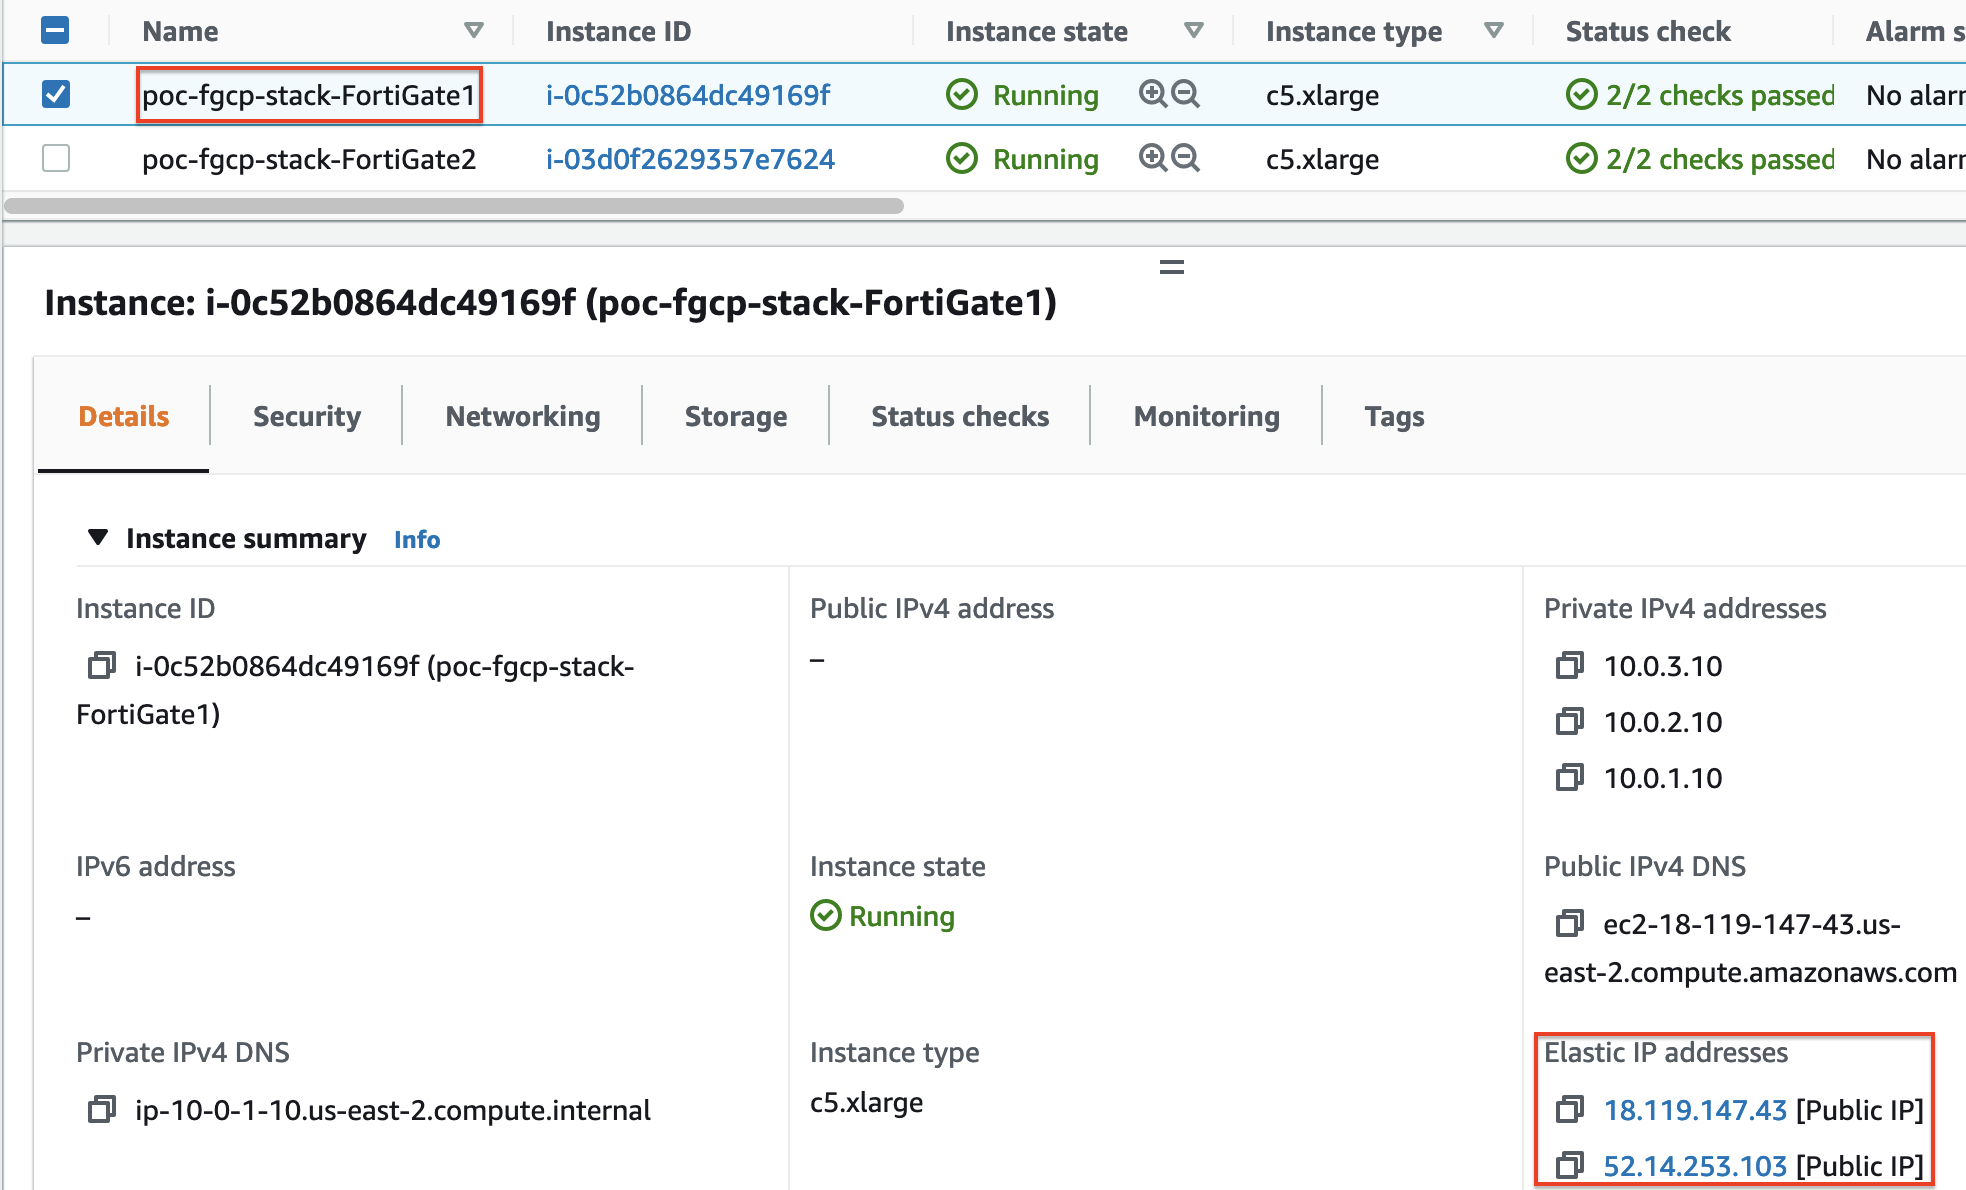 Name Instance ID Instance state Instance type Status check Alarm s
poc-fgcp-stack-FortiGate1 i-0c52b0864dc49169f Running c5.xlarge 2/2 checks passed No alarm
poc-fgcp-stack-FortiGate2 i-03d0f2629357e7624 Running c5.xlarge 2/2 checks passed No alarm
Instance: i-0c52b0864dc49169f (poc-fgcp-stack-FortiGate1)
Details Security Networking Storage Status checks Monitoring Tags
Instance summary Info
Instance ID
i-0c52b0864dc49169f (poc-fgcp-stack-
FortiGate1)
Public IPv4 address
–
Private IPv4 addresses
10.0.3.10
10.0.2.10
10.0.1.10
IPv6 address
–
Instance state
Running
Public IPv4 DNS
ec2-18-119-147-43.us-
east-2.compute.amazonaws.com
Private IPv4 DNS
ip-10-0-1-10.us-east-2.compute.internal
Instance type
c5.xlarge
Elastic IP addresses
18.119.147.43 [Public IP]
52.14.253.103 [Public IP]